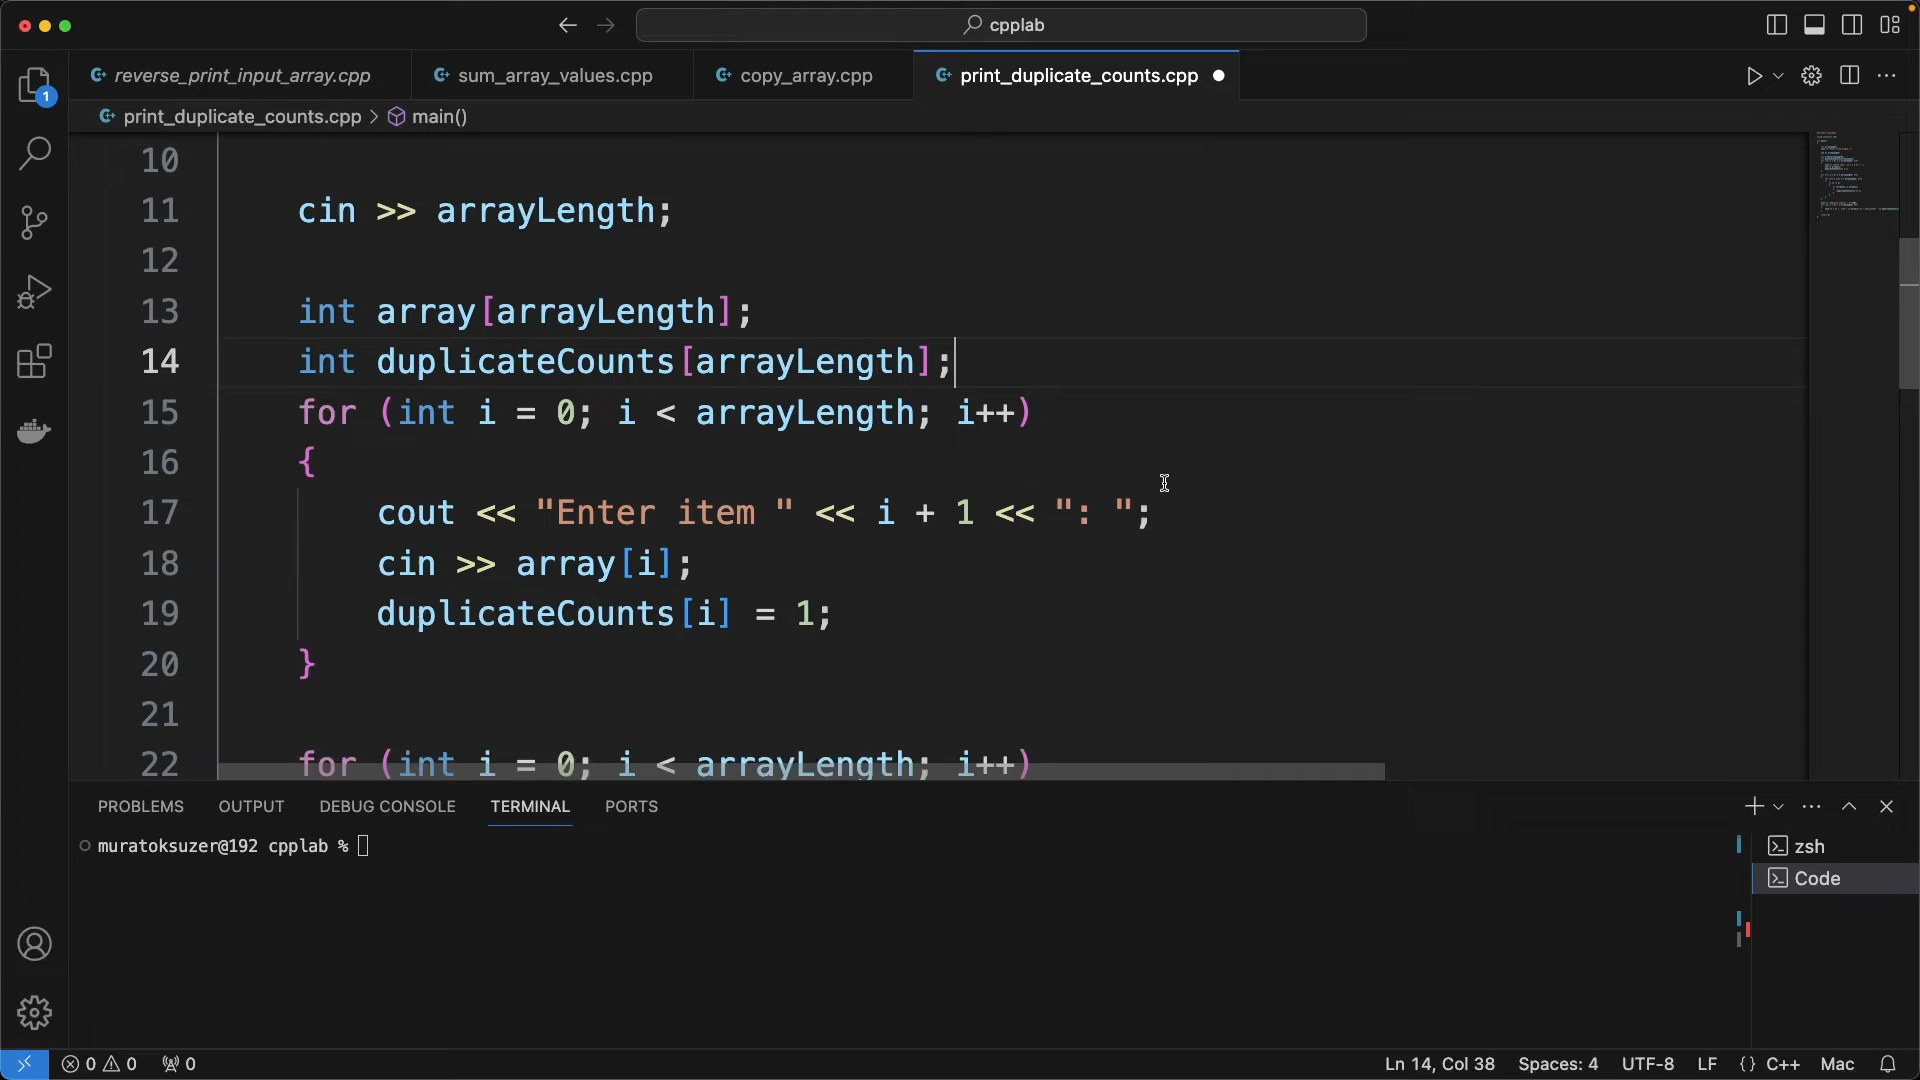 cpplab
reverse_print_input_array.cpp
sum_array_values.cpp
copy_array.cpp
print_duplicate_counts.cpp
print_duplicate_counts.cpp > main()
1
10
11 cin >> arrayLength;
12
13 int array[arrayLength];
14 int duplicateCounts[arrayLength];
15 for (int i = 0; i < arrayLength; i++)
16 {
17 cout << "Enter item " << i + 1 << ": ";
18 cin >> array[i];
19 duplicateCounts[i] = 1;
20 }
21
22 for (int i = 0; i < arrayLength; i++)
PROBLEMS OUTPUT DEBUG CONSOLE TERMINAL PORTS
muratoksuzer@192 cpplab %
zsh
Code
0 0 0 Ln 14, Col 38 Spaces: 4 UTF-8 LF {} C++ Mac